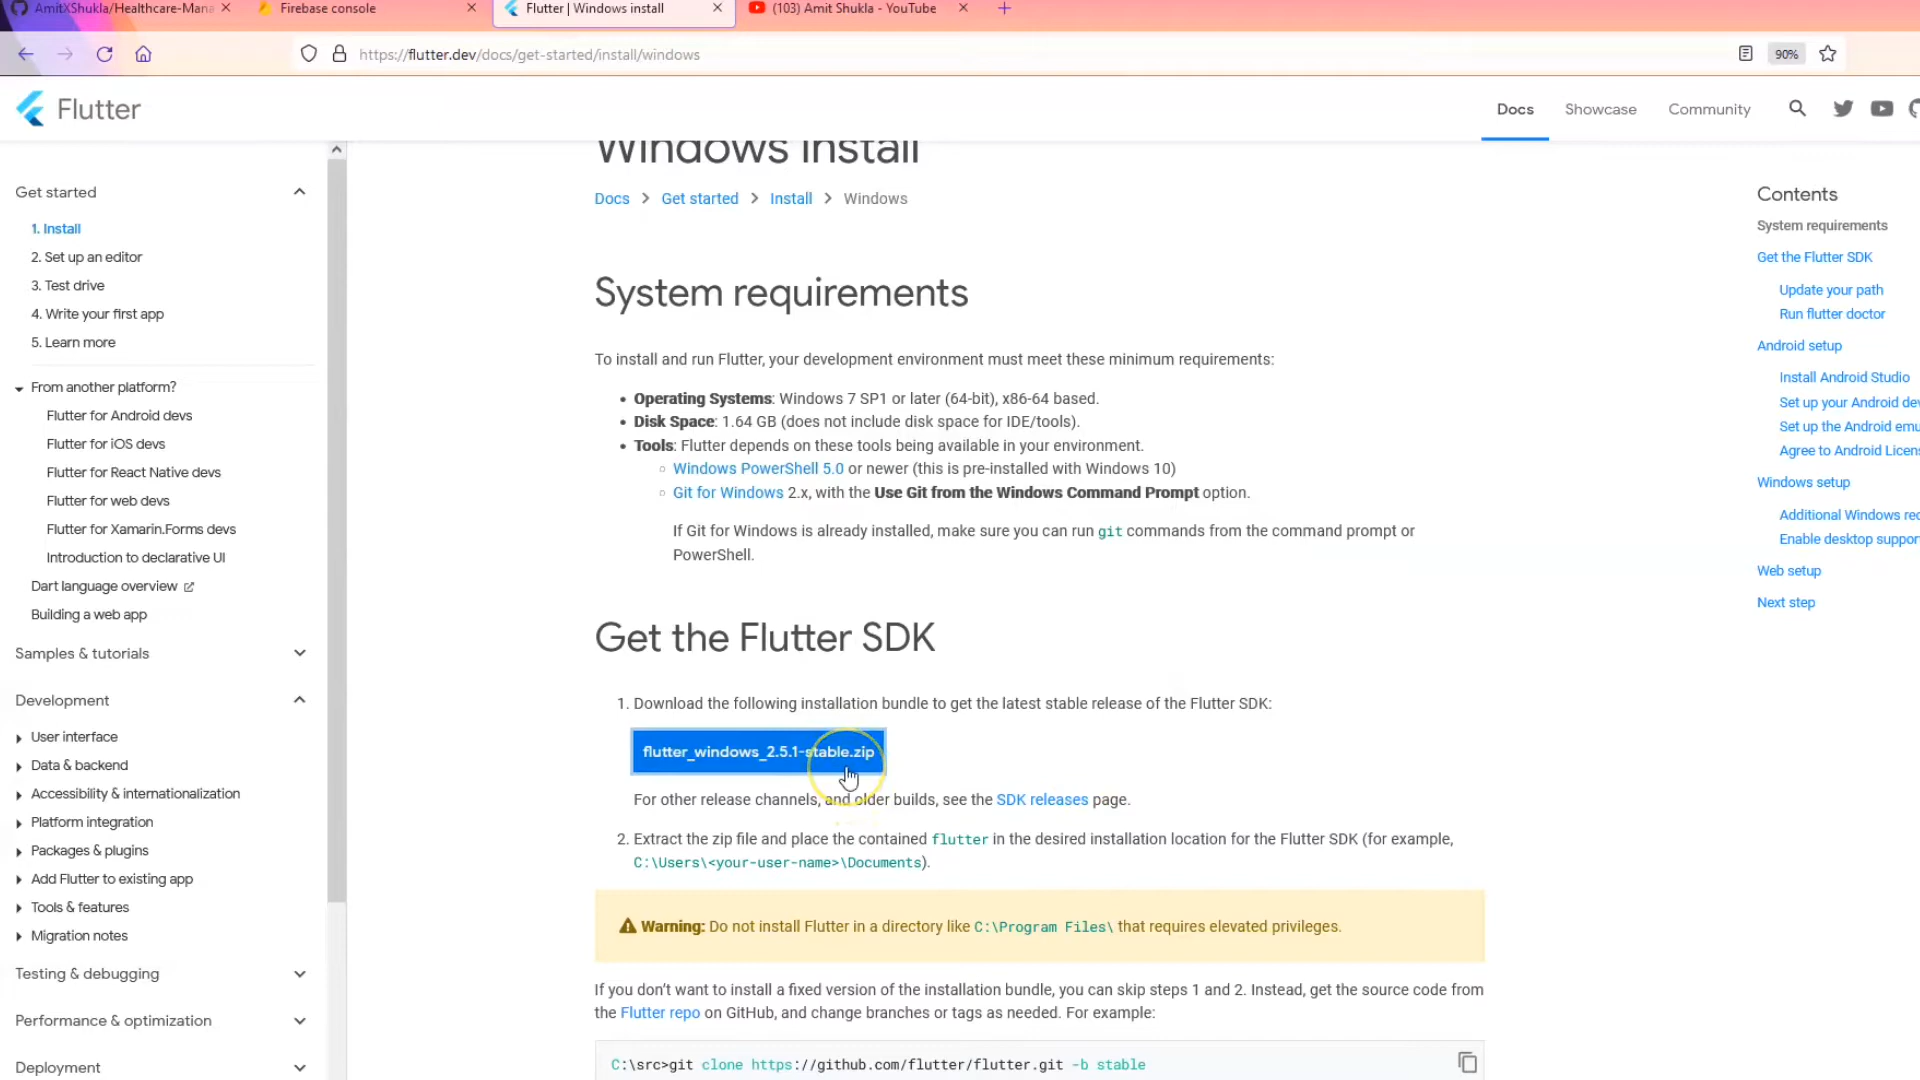 AmitXShukla/Healthcare-Mana
Firebase console
Flutter | Windows install
(103) Amit Shukla - YouTube
https://flutter.dev/docs/get-started/install/windows
90%
Flutter
Docs
Showcase
Community
Get started
1. Install
2. Set up an editor
3. Test drive
4. Write your first app
5. Learn more
From another platform?
Flutter for Android devs
Flutter for iOS devs
Flutter for React Native devs
Flutter for web devs
Flutter for Xamarin.Forms devs
Introduction to declarative UI
Dart language overview
Building a web app
Samples & tutorials
Development
User interface
Data & backend
Accessibility & internationalization
Platform integration
Packages & plugins
Add Flutter to existing app
Tools & features
Migration notes
Testing & debugging
Performance & optimization
Deployment
Windows install
Docs > Get started > Install > Windows
System requirements
To install and run Flutter, your development environment must meet these minimum requirements:
• Operating Systems: Windows 7 SP1 or later (64-bit), x86-64 based.
• Disk Space: 1.64 GB (does not include disk space for IDE/tools).
• Tools: Flutter depends on these tools being available in your environment.
○ Windows PowerShell 5.0 or newer (this is pre-installed with Windows 10)
○ Git for Windows 2.x, with the Use Git from the Windows Command Prompt option.
If Git for Windows is already installed, make sure you can run git commands from the command prompt or
PowerShell.
Get the Flutter SDK
1. Download the following installation bundle to get the latest stable release of the Flutter SDK:
flutter_windows_2.5.1-stable.zip
For other release channels, and older builds, see the SDK releases page.
2. Extract the zip file and place the contained flutter in the desired installation location for the Flutter SDK (for example,
C:\Users\<your-user-name>\Documents).
Warning: Do not install Flutter in a directory like C:\Program Files\ that requires elevated privileges.
If you don't want to install a fixed version of the installation bundle, you can skip steps 1 and 2. Instead, get the source code from
the Flutter repo on GitHub, and change branches or tags as needed. For example:
C:\src>git clone https://github.com/flutter/flutter.git -b stable
Contents
System requirements
Get the Flutter SDK
Update your path
Run flutter doctor
Android setup
Install Android Studio
Set up your Android dev
Set up the Android emu
Agree to Android Licens
Windows setup
Additional Windows req
Enable desktop support
Web setup
Next step